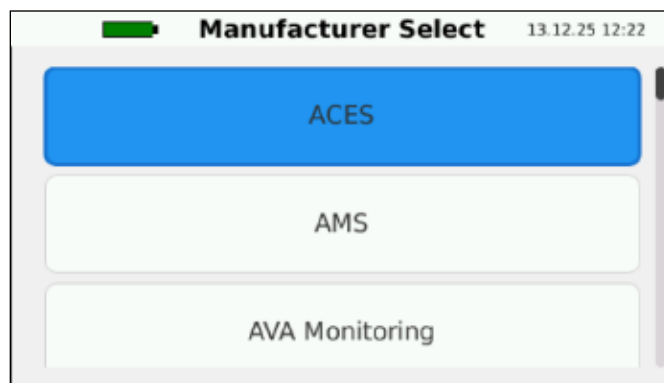 Manufacturer Select 13.12.25 12:22
ACES
AMS
AVA Monitoring